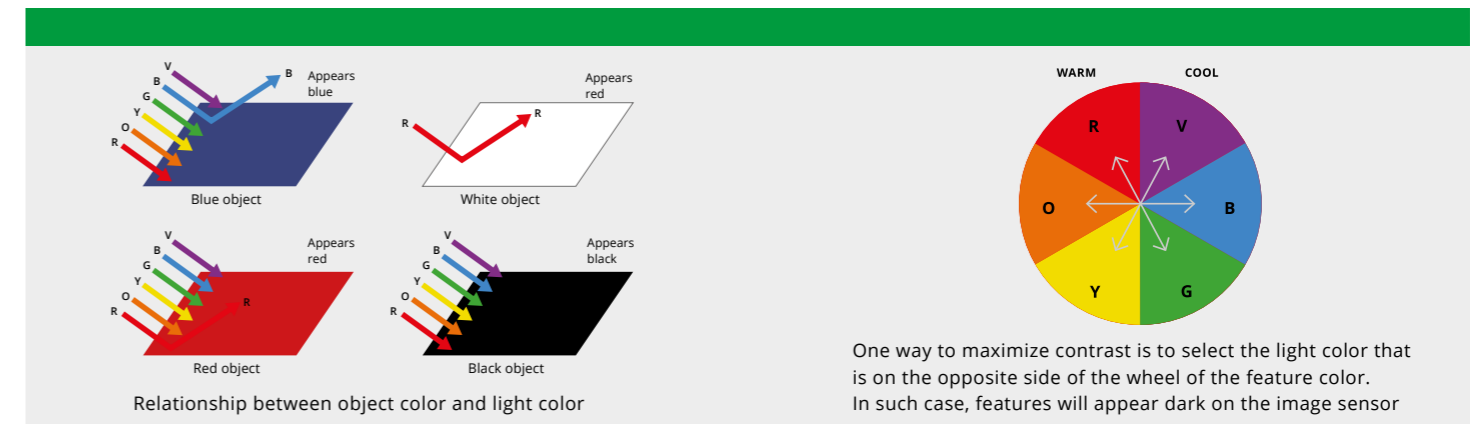 V
B
G
Y
O
R
B
Appears
blue
Blue object
R
R
Appears
red
White object
V
B
G
Y
O
R
R
Appears
red
Red object
V
B
G
Y
O
R
Appears
black
Black object
Relationship between object color and light color
WARM COOL
R V
O B
Y G
One way to maximize contrast is to select the light color that
is on the opposite side of the wheel of the feature color.
In such case, features will appear dark on the image sensor